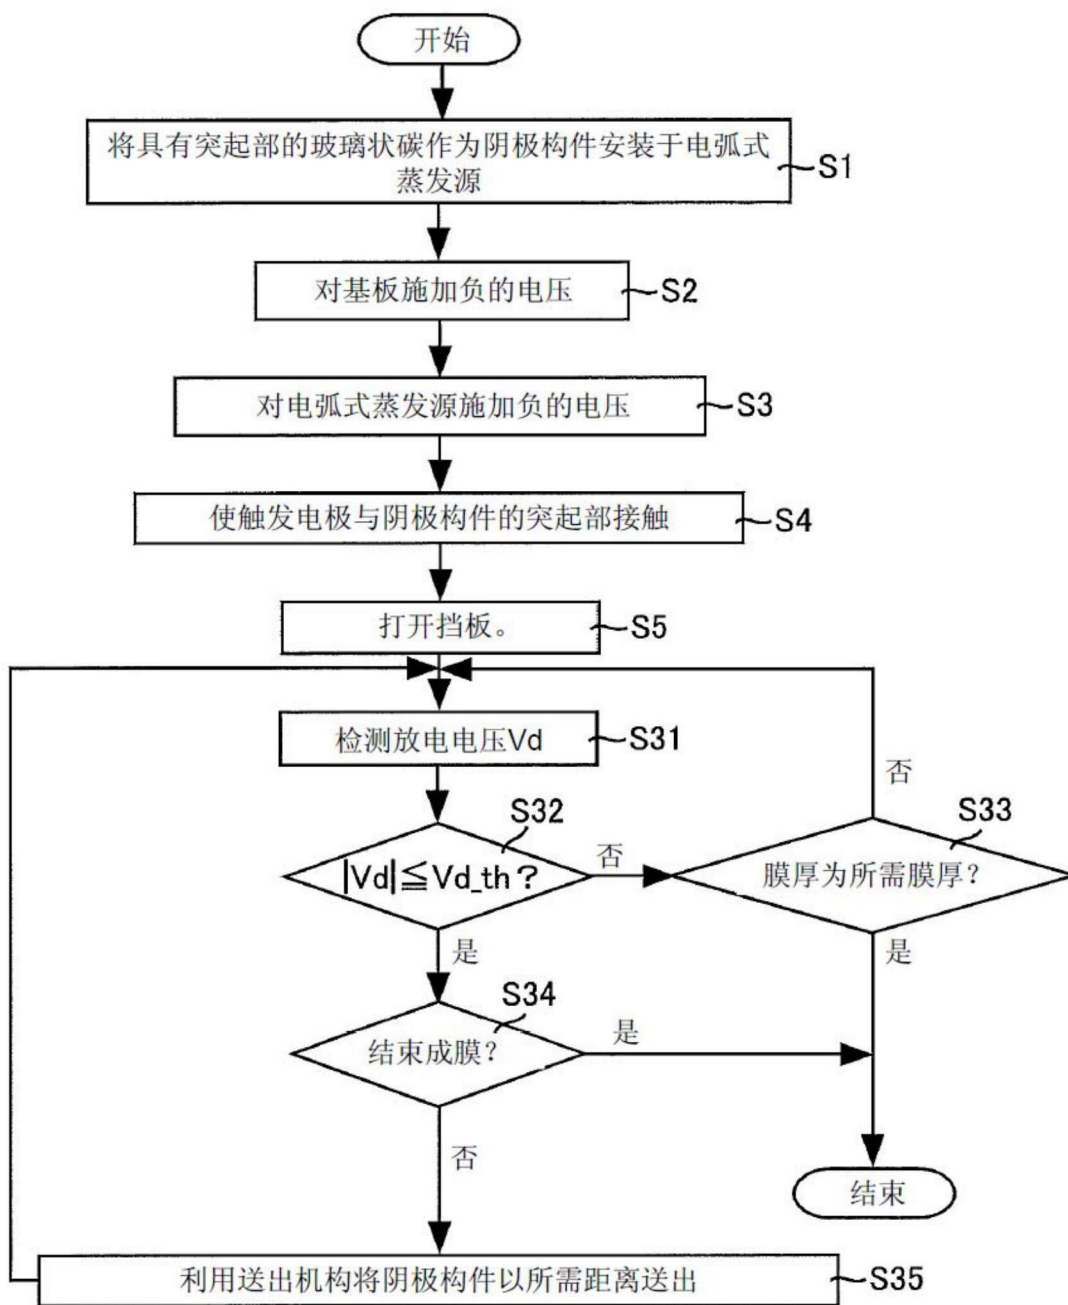 开始
将具有突起部的玻璃状碳作为阴极构件安装于电弧式
蒸发源
S1
对基板施加负的电压
S2
对电弧式蒸发源施加负的电压
S3
使触发电极与阴极构件的突起部接触
S4
打开挡板。
S5
检测放电电压Vd
S31
否
S32
|Vd|≦Vd_th?
否
S33
膜厚为所需膜厚?
是
是
S34
结束成膜?
是
否
结束
利用送出机构将阴极构件以所需距离送出
S35